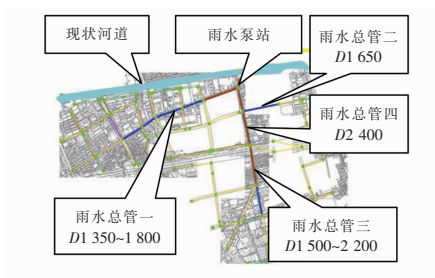 现状河道
雨水泵站
雨水总管二
D1 650
雨水总管四
D2 400
雨水总管一
D1 350~1 800
雨水总管三
D1 500~2 200